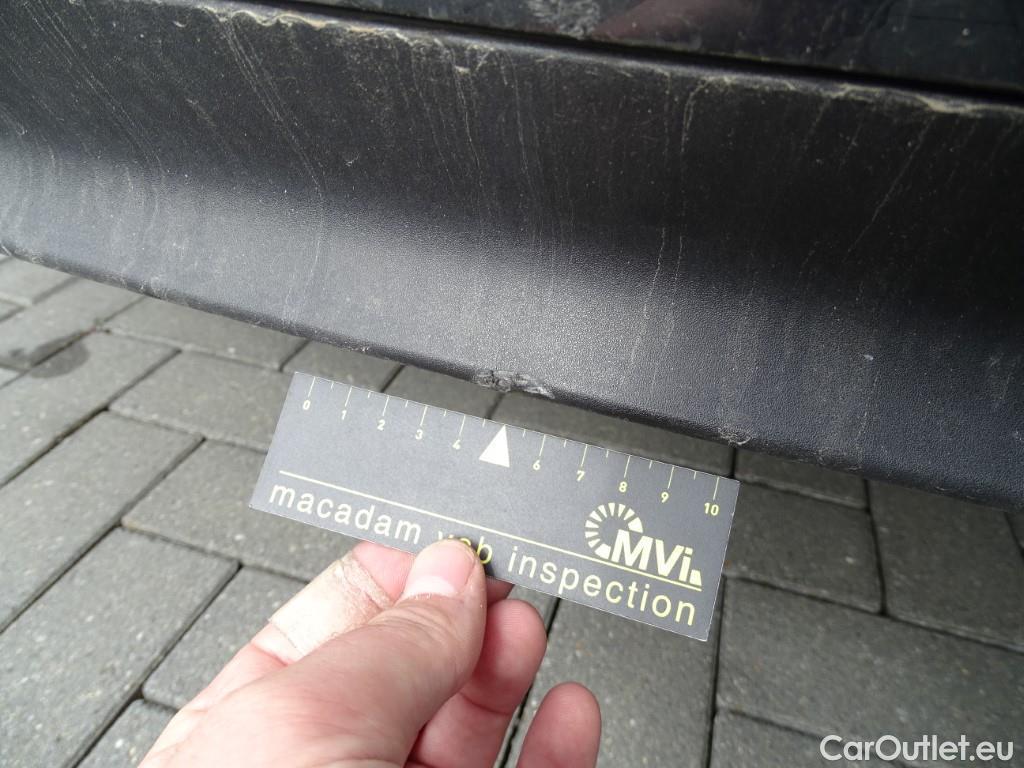 0 1 2 3 4 6 7 8 9 10
MVi
macadam inspection
CarOutlet.eu